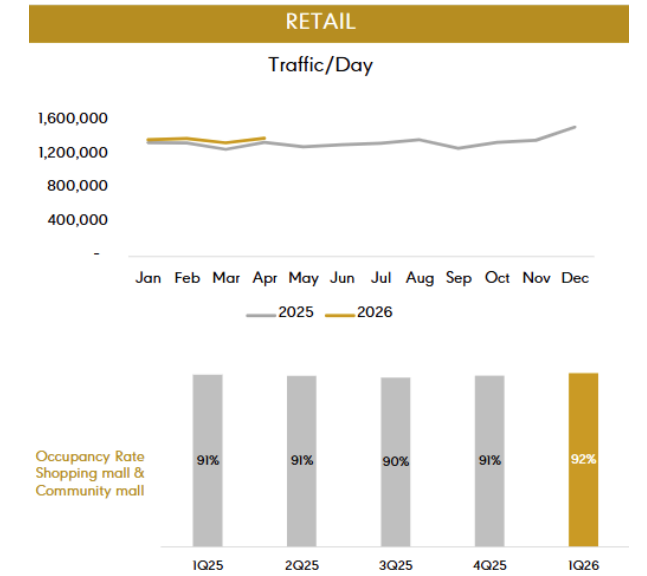 RETAIL
Traffic/Day
1,600,000
1,200,000
800,000
400,000
-
Jan Feb Mar Apr May Jun Jul Aug Sep Oct Nov Dec
2025 2026
Occupancy Rate
Shopping mall &
Community mall
91% 91% 90% 91% 92%
1Q25 2Q25 3Q25 4Q25 1Q26